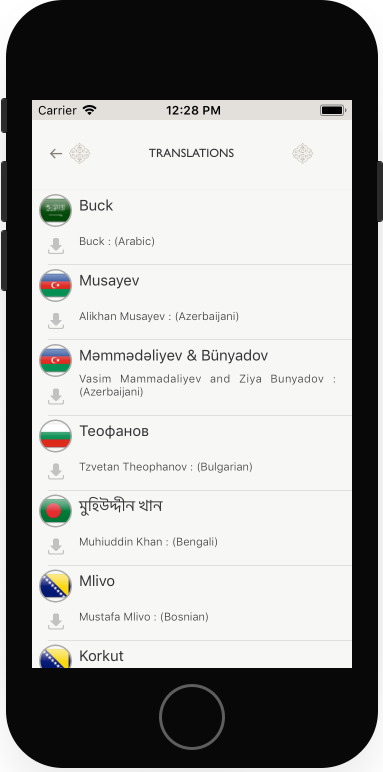 Carrier 12:28 PM
TRANSLATIONS
Buck
Buck : (Arabic)
Musayev
Alikhan Musayev : (Azerbaijani)
Məmmədəliyev & Bünyadov
Vasim Mammadaliyev and Ziya Bunyadov :
(Azerbaijani)
Теофанов
Tzvetan Theophanov : (Bulgarian)
মুহিউদ্দীন খান
Muhiuddin Khan : (Bengali)
Mlivo
Mustafa Mlivo : (Bosnian)
Korkut